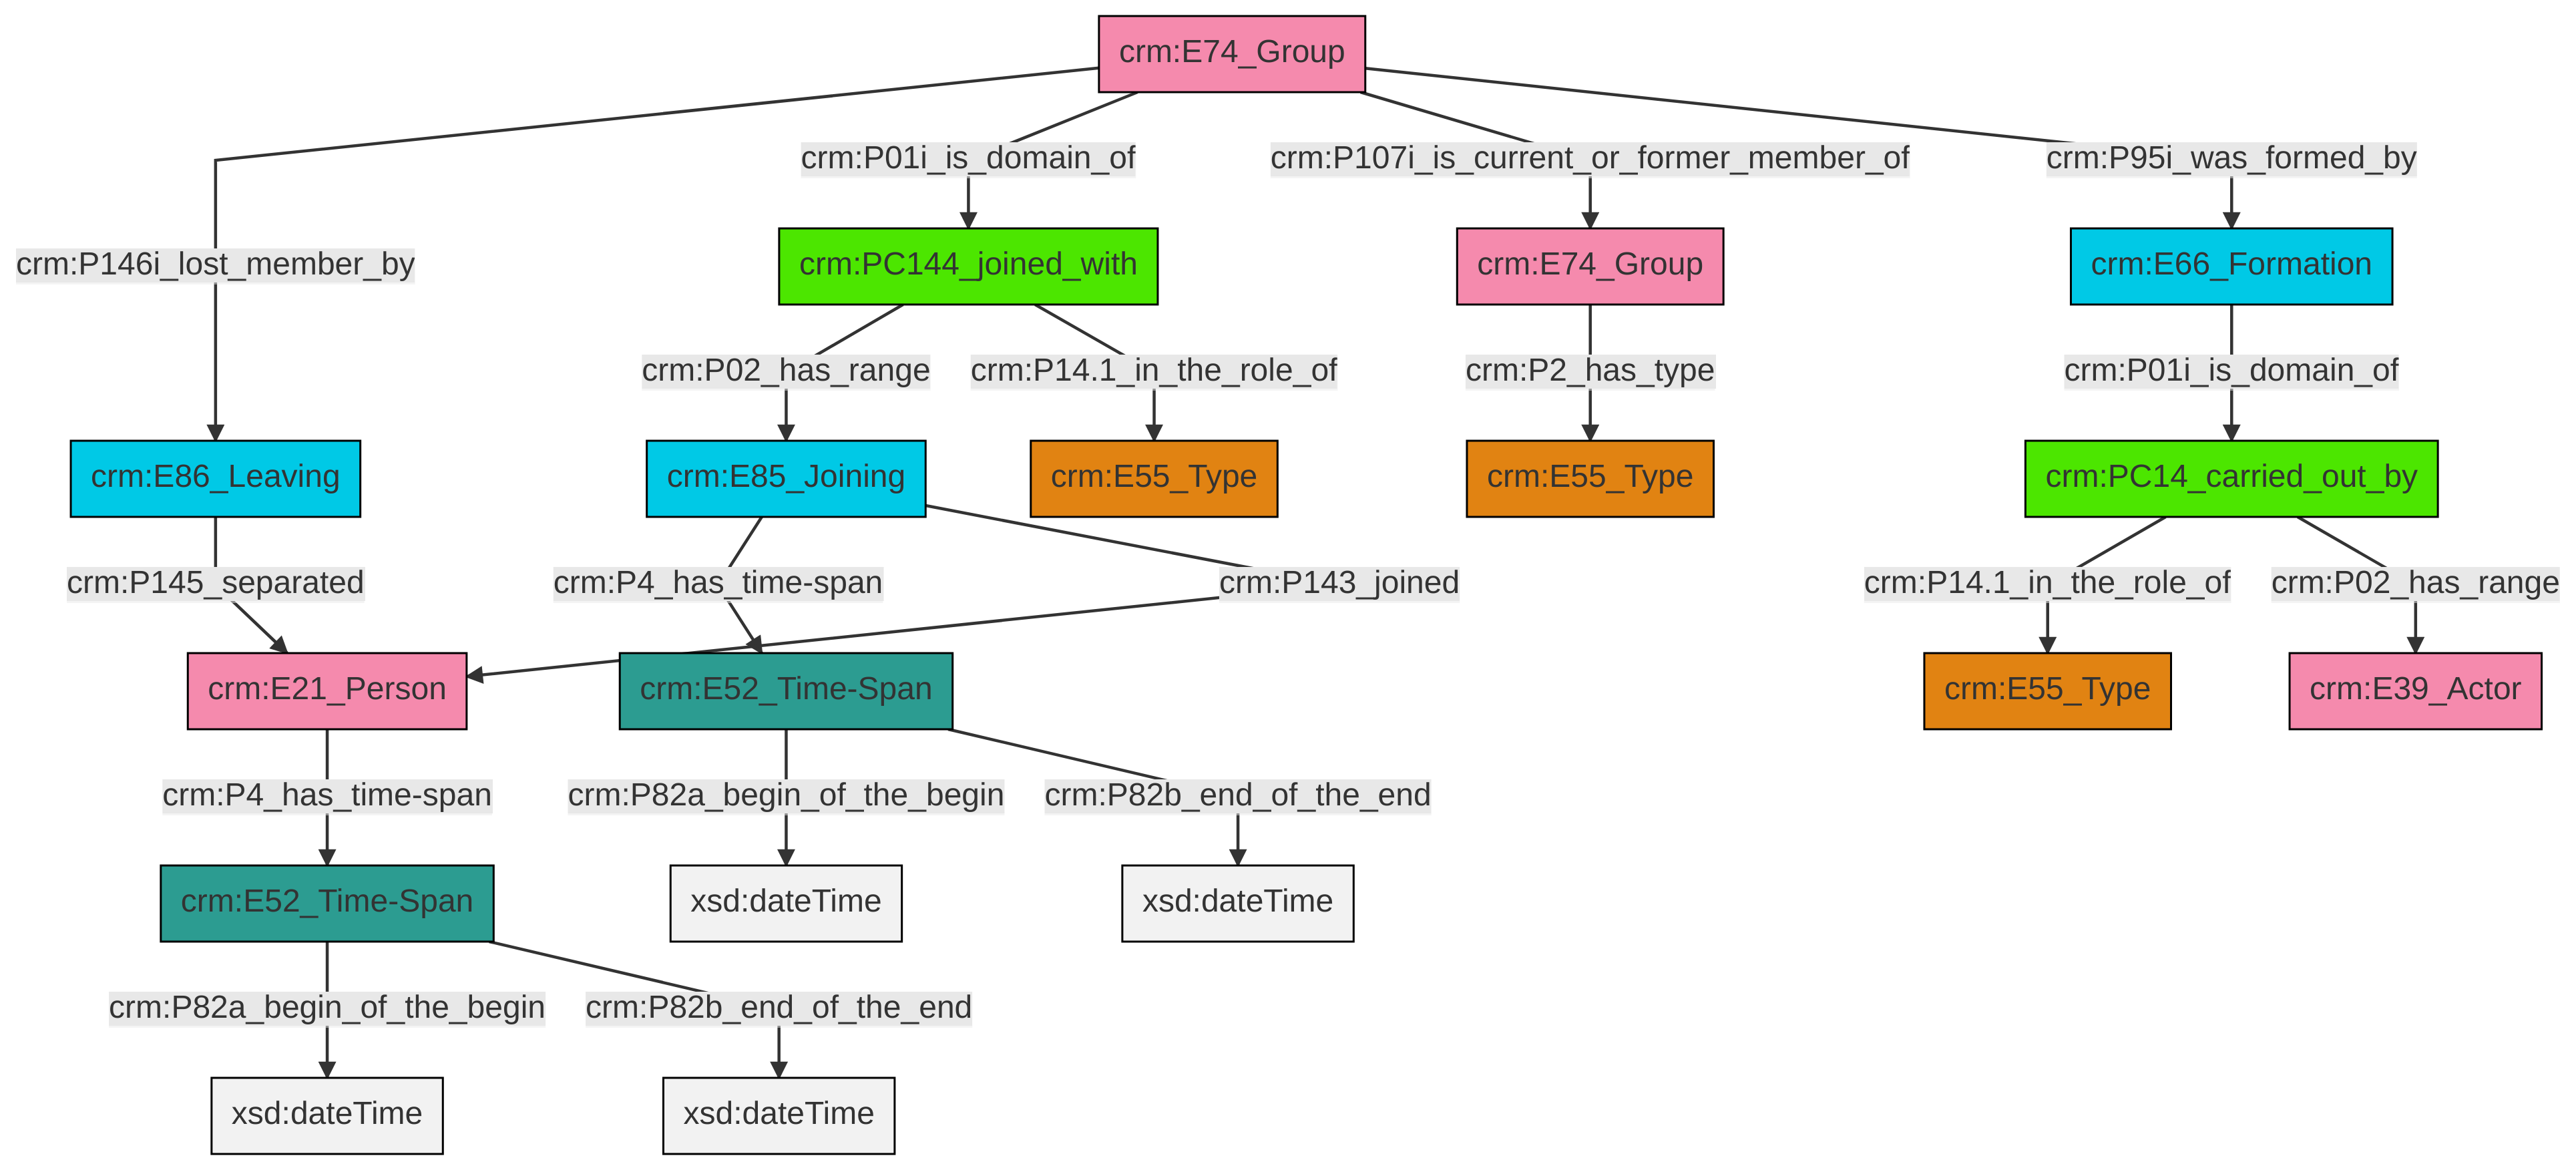 crm:E74_Group
crm:P01i_is_domain_of
crm:P107i_is_current_or_former_member_of
crm:P95i_was_formed_by
crm:P146i_lost_member_by
crm:PC144_joined_with
crm:E74_Group
crm:E66_Formation
crm:P02_has_range
crm:P14.1_in_the_role_of
crm:P2_has_type
crm:P01i_is_domain_of
crm:E86_Leaving
crm:E85_Joining
crm:E55_Type
crm:E55_Type
crm:PC14_carried_out_by
crm:P145_separated
crm:P4_has_time-span
crm:P143_joined
crm:P14.1_in_the_role_of
crm:P02_has_range
crm:E21_Person
crm:E52_Time-Span
crm:E55_Type
crm:E39_Actor
crm:P4_has_time-span
crm:P82a_begin_of_the_begin
crm:P82b_end_of_the_end
crm:E52_Time-Span
xsd:dateTime
xsd:dateTime
crm:P82a_begin_of_the_begin
crm:P82b_end_of_the_end
xsd:dateTime
xsd:dateTime